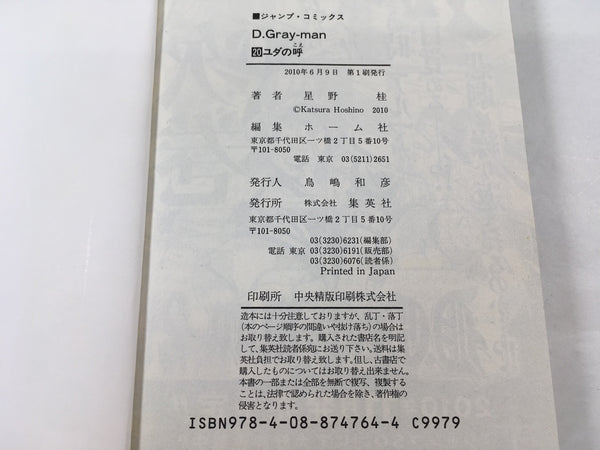 ■ジャンプ・コミックス
D.Gray-man
20ユダの呼
こえ
2010年6月9日 第1刷発行
著者 星野 桂
©Katsura Hoshino 2010
編集 ホーム社
東京都千代田区一ツ橋2丁目5番10号
〒101-8050
電話 東京 03(5211)2651
発行人 鳥嶋和彦
発行所 株式会社 集英社
東京都千代田区一ツ橋2丁目5番10号
〒101-8050
03(3230)6231(編集部)
電話 東京 03(3230)6191(販売部)
03(3230)6076(読者係)
Printed in Japan
印刷所 中央精版印刷株式会社
造本には十分注意しておりますが、乱丁・落丁
(本のページ順序の間違いや抜け落ち)の場合は
お取り替え致します。購入された書店名を明記
して、集英社読者係宛にお送り下さい。送料は集
英社負担でお取り替え致します。但し、古書店で
購入したものについてはお取り替え出来ません。
本書の一部または全部を無断で複写、複製する
ことは、法律で認められた場合を除き、著作権の
侵害となります。
ISBN978-4-08-874764-4 C9979